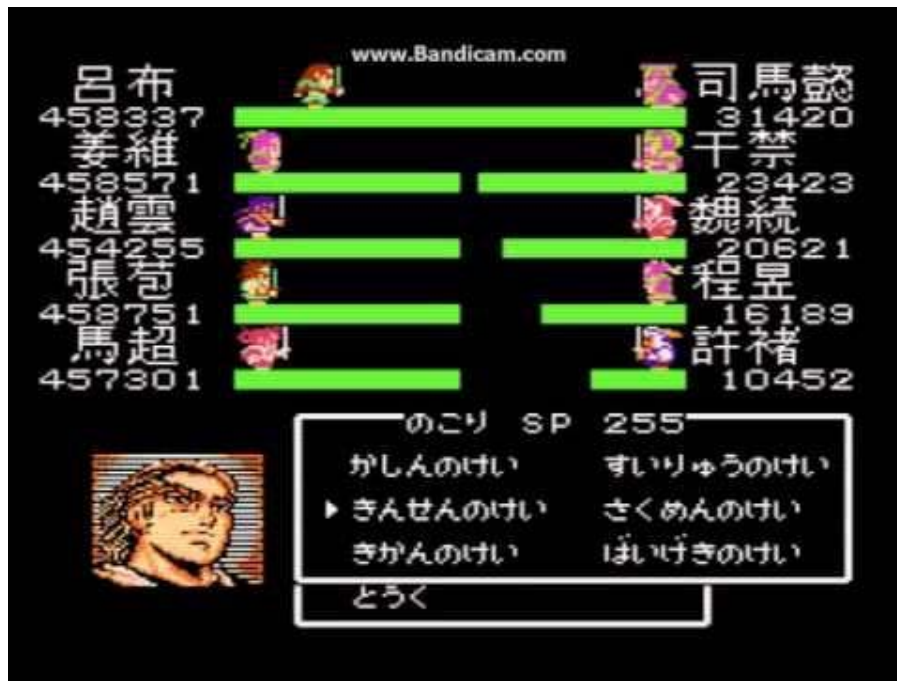 www.Bandicam.com
呂布 司馬懿
458337 31420
姜維 于禁
458571 23423
趙雲 魏続
454255 20621
張苞 程昱
458751 16189
馬超 許褚
457301 10452
のこり SP 255
かしんのけい すいりゅうのけい
▶きんせんのけい さくめんのけい
きかんのけい ばいげきのけい
とうく